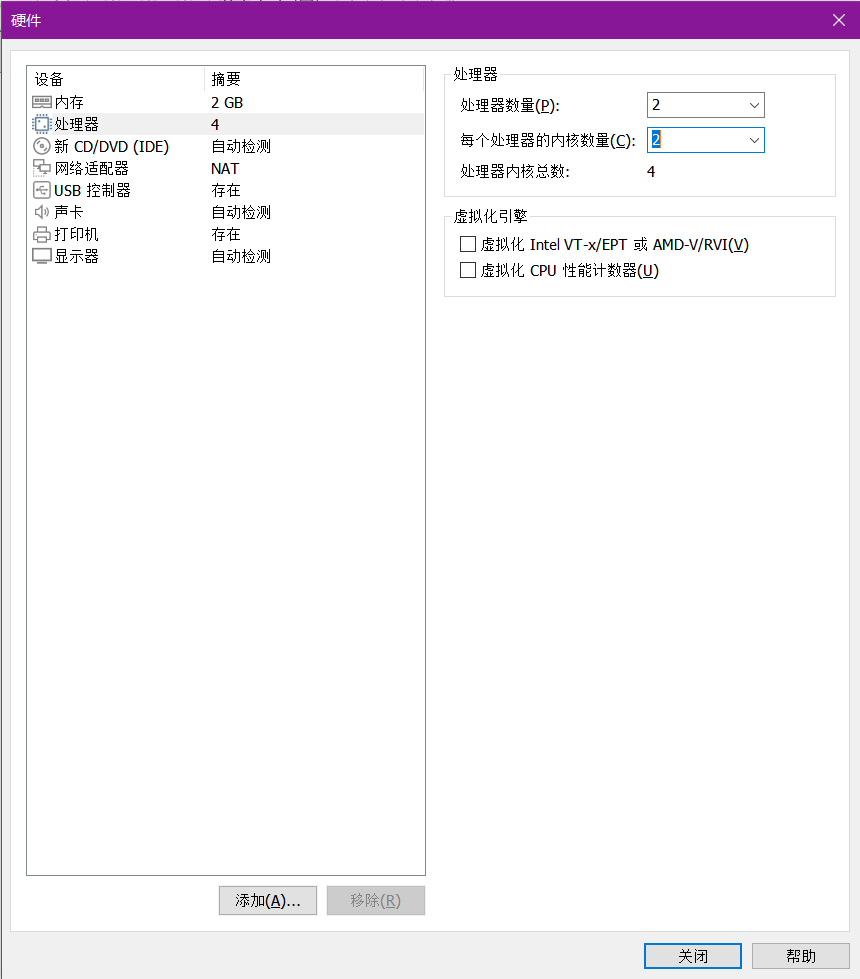 硬件
设备 摘要
内存 2 GB
处理器 4
新 CD/DVD (IDE) 自动检测
网络适配器 NAT
USB 控制器 存在
声卡 自动检测
打印机 存在
显示器 自动检测
添加(A)... 移除(R)
处理器
处理器数量(P): 2
每个处理器的内核数量(C): 2
处理器内核总数: 4
虚拟化引擎
虚拟化 Intel VT-x/EPT 或 AMD-V/RVI(V)
虚拟化 CPU 性能计数器(U)
关闭 帮助